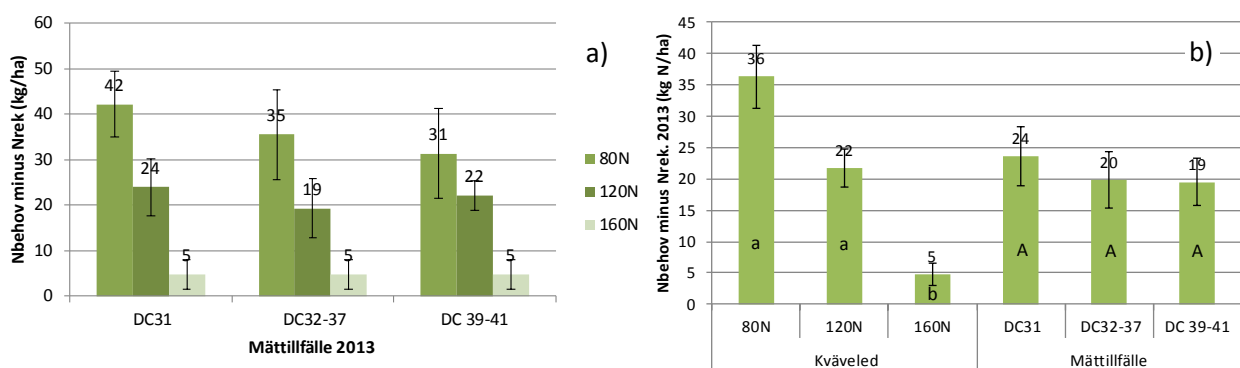 a)
Nbehov minus Nrek (kg/ha)
60
50
40
30
20
10
0
42
24
5
35
19
5
31
22
5
DC31 DC32-37 DC 39-41
Mättillfälle 2013
80N
120N
160N
b)
Nbehov minus Nrek. 2013 (kg N/ha)
45
40
35
30
25
20
15
10
5
0
36
22
5
24
20
19
a a b A A A
80N 120N 160N DC31 DC32-37 DC 39-41
Kväveled Mättillfälle